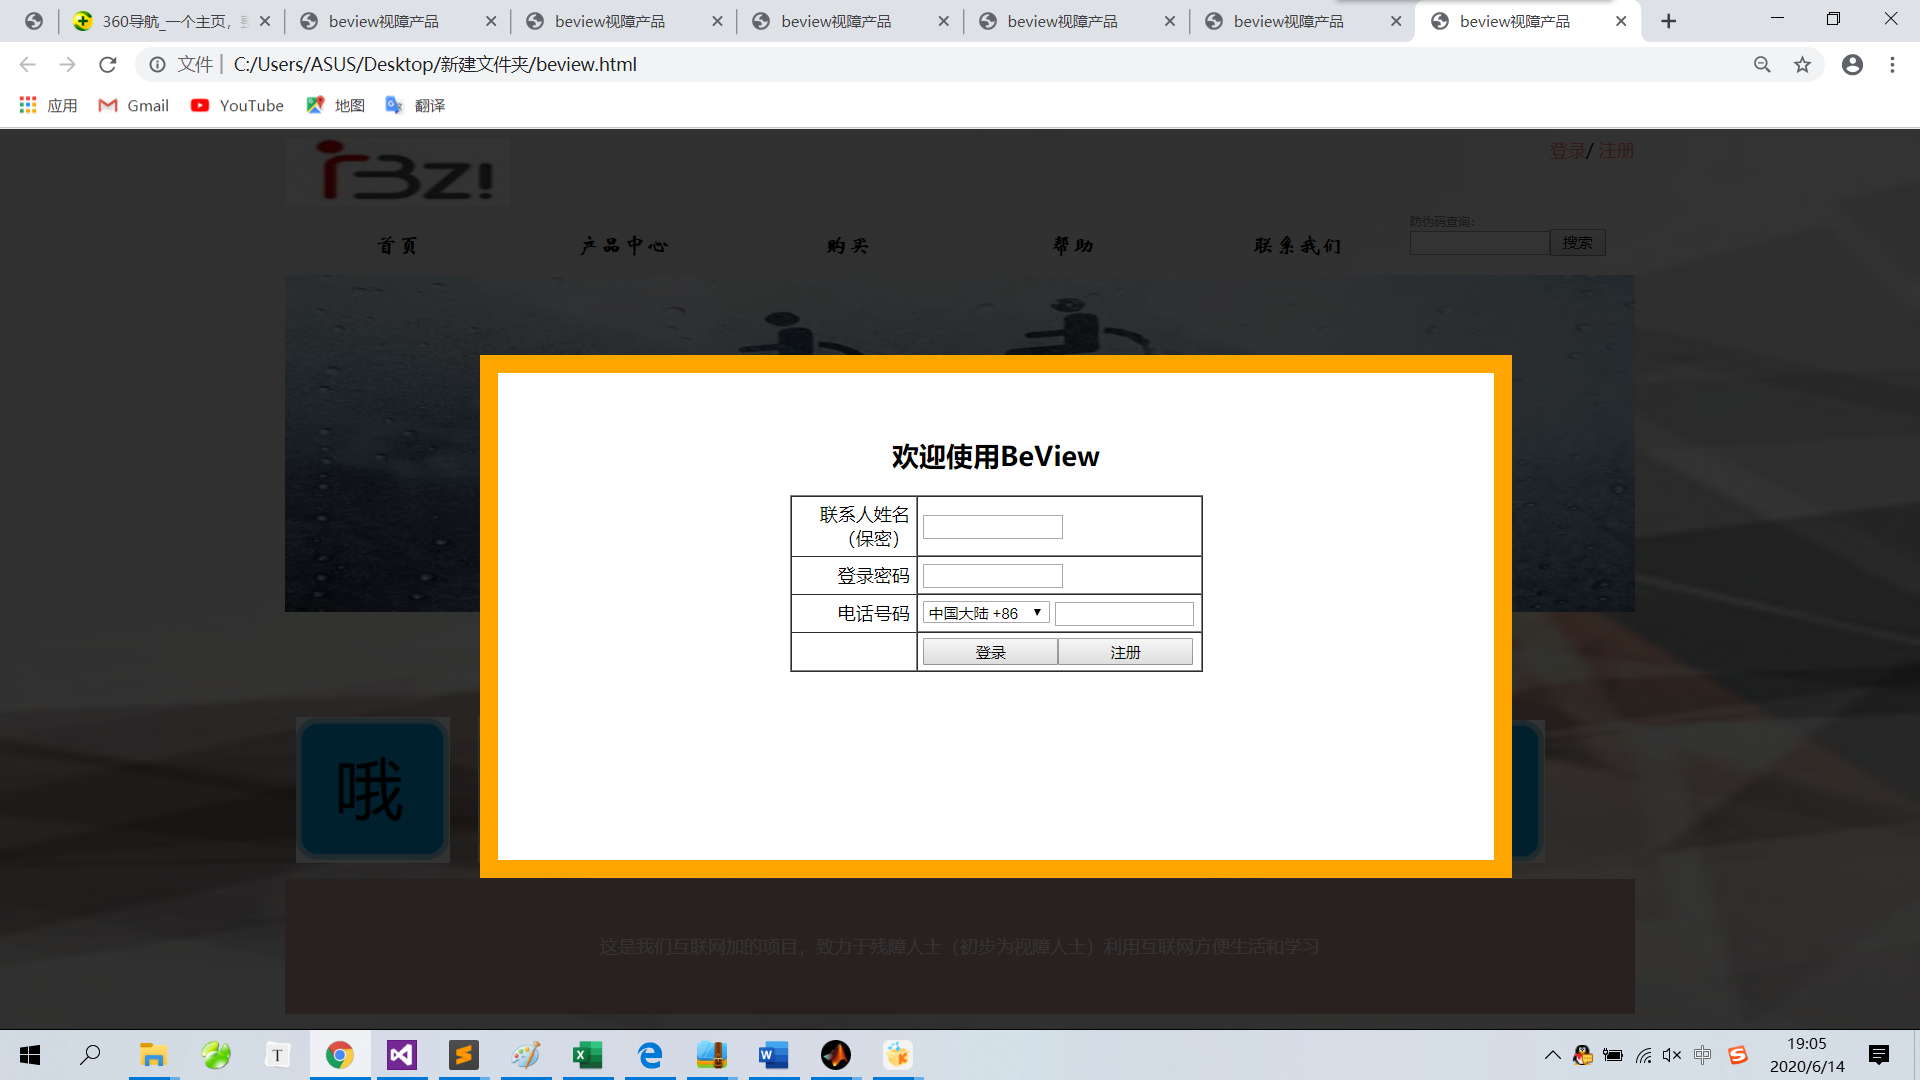 360导航_一个主页，
beview视障产品
beview视障产品
beview视障产品
beview视障产品
beview视障产品
beview视障产品
文件
C:/Users/ASUS/Desktop/新建文件夹/beview.html
应用
Gmail
YouTube
地图
翻译
登录/ 注册
防伪码查询：
首页
产品中心
购买
帮助
联系我们
搜索
欢迎使用BeView
联系人姓名
（保密）
登录密码
电话号码
中国大陆 +86
登录
注册
哦
这是我们互联网加的项目，致力于残障人士（初步为视障人士）利用互联网方便生活和学习
T
中
19:05
2020/6/14